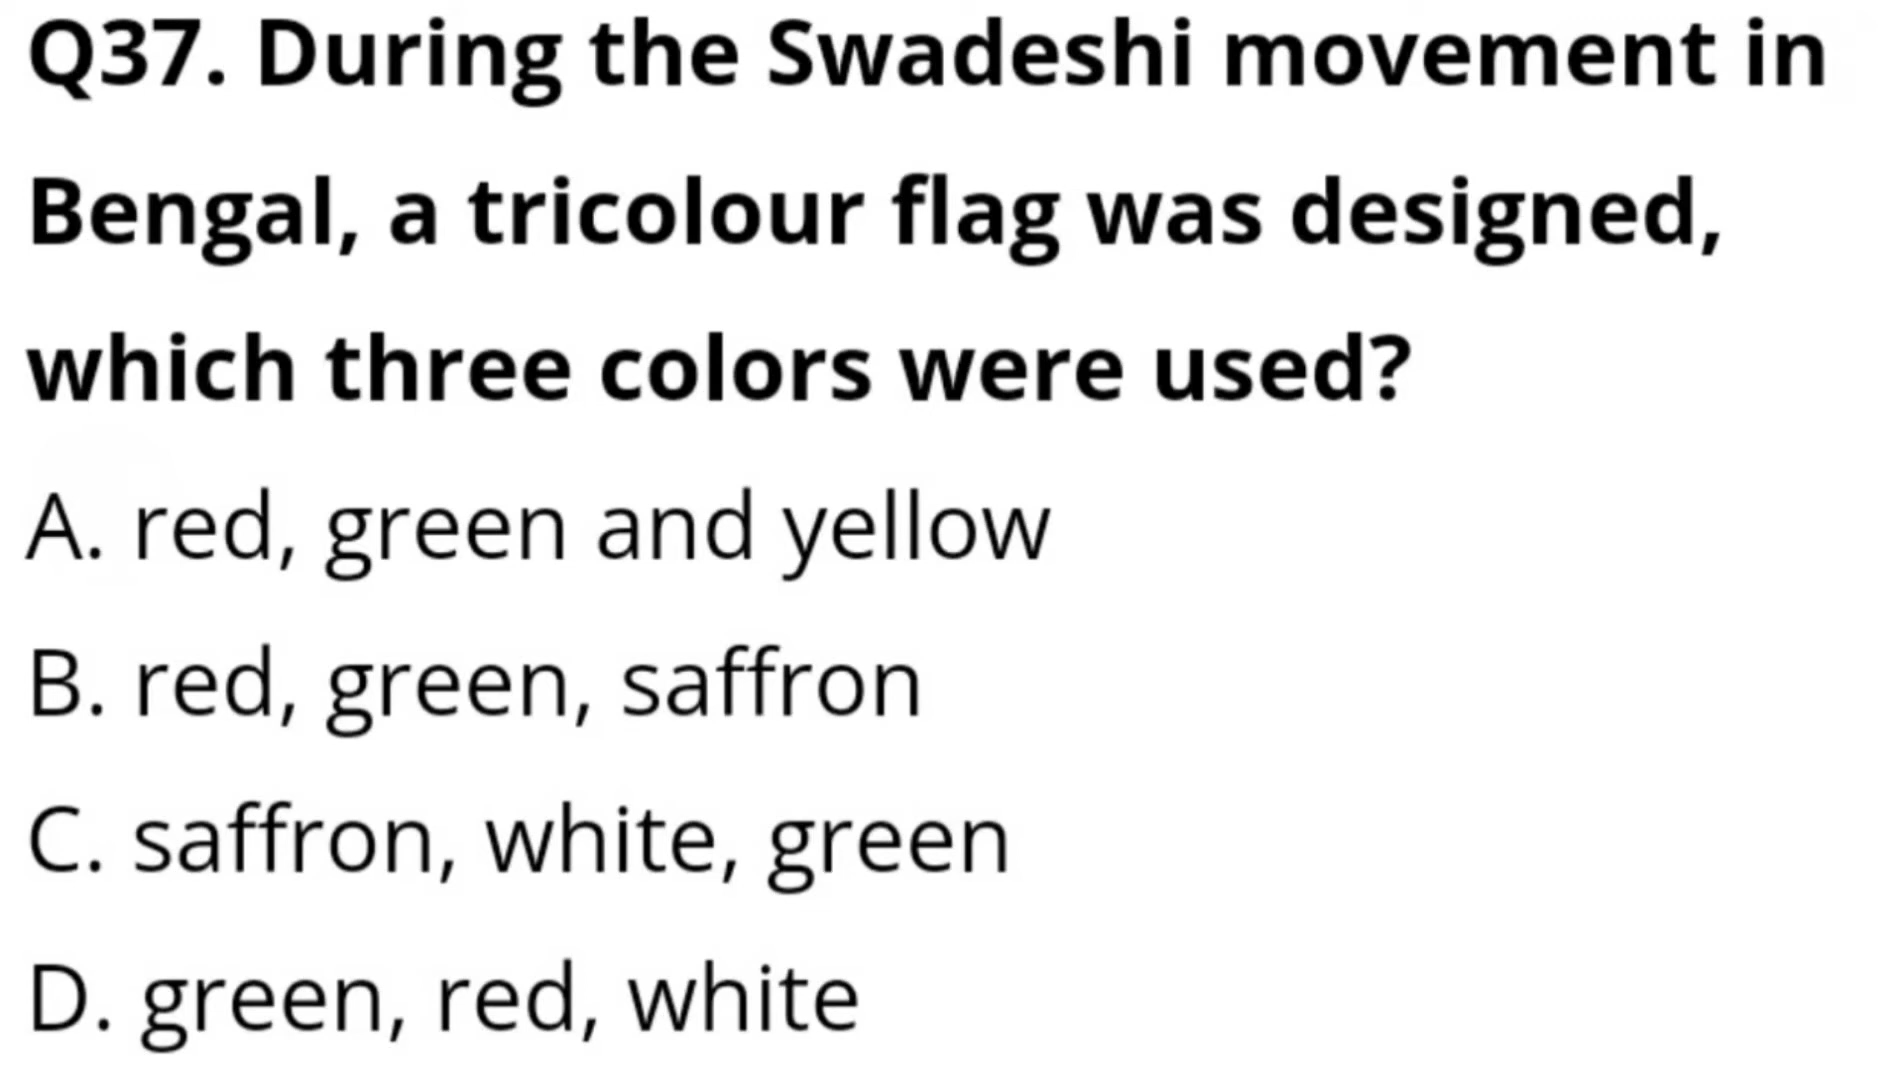 Q37. During the Swadeshi movement in
Bengal, a tricolour flag was designed,
which three colors were used?
A. red, green and yellow
B. red, green, saffron
C. saffron, white, green
D. green, red, white